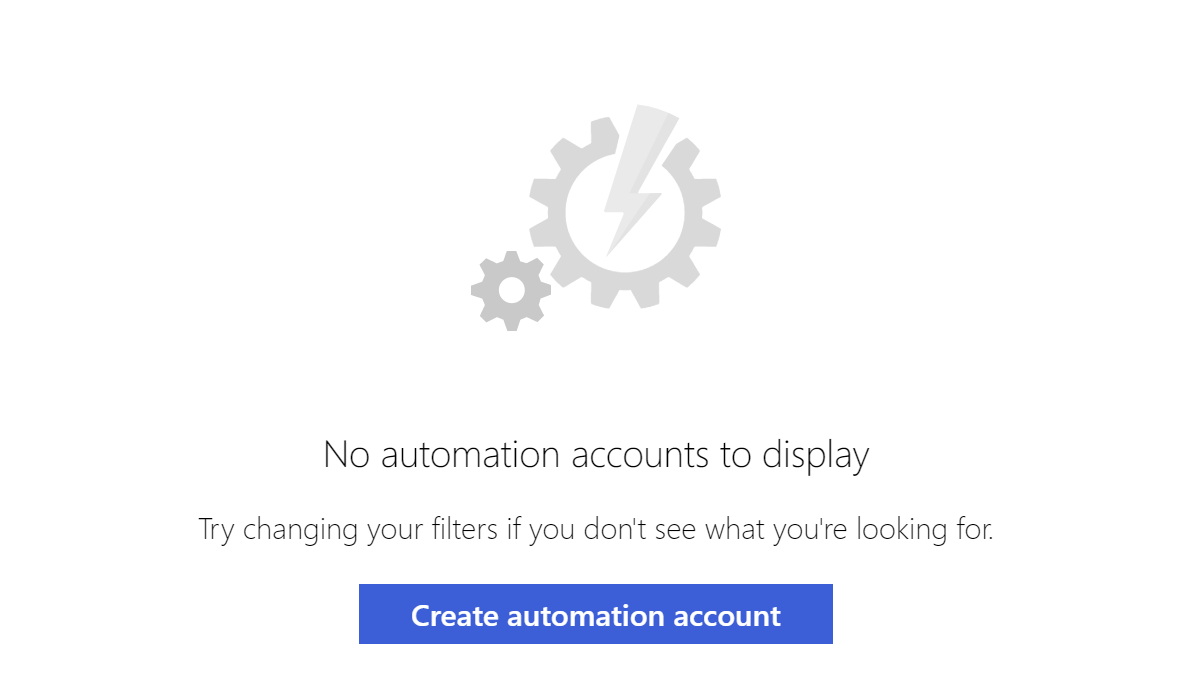 No automation accounts to display
Try changing your filters if you don't see what you're looking for.
Create automation account